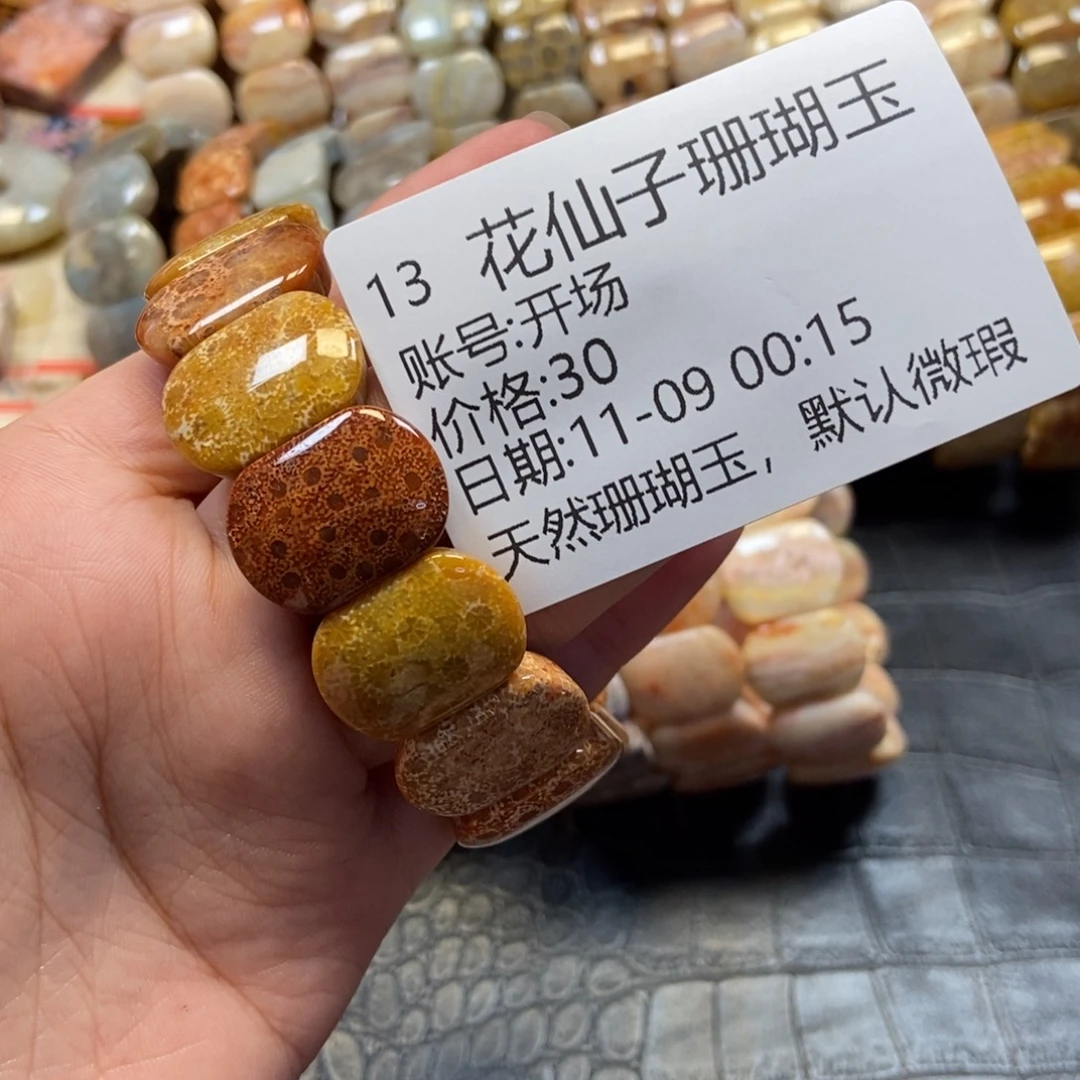 13 花仙子珊瑚玉
账号:开场
价格:30
日期:11-09 00:15
天然珊瑚玉，默认微瑕